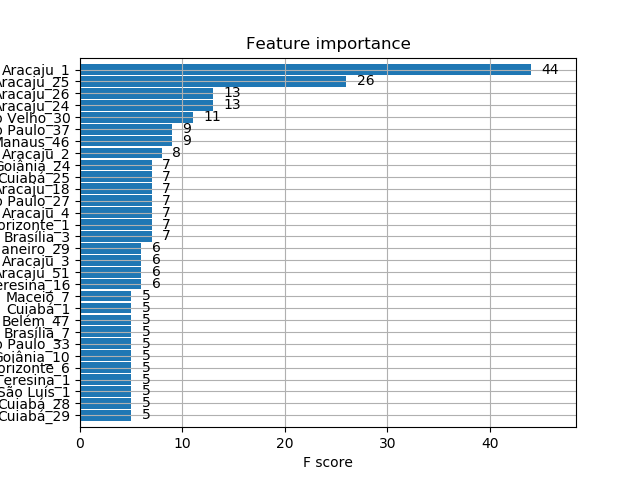 Feature importance
Aracaju_1 44
Aracaju_25 26
Aracaju_26 13
Aracaju_24 13
o Velho_30 11
o Paulo_37 9
Manaus_46 9
Aracaju_2 8
Goiânia_24 7
Cuiabá_25 7
Aracaju_18 7
o Paulo_27 7
Aracaju_4 7
orizonte_1 7
Brasília_3 7
aneiro_29 6
Aracaju_3 6
Aracaju_51 6
eresina_16 6
Maceió_7 5
Cuiabá_1 5
Belém_47 5
Brasília_7 5
o Paulo_33 5
Goiânia_10 5
orizonte_6 5
Teresina_1 5
São Luís_1 5
Cuiabá_28 5
Cuiabá_29 5
0 10 20 30 40
F score